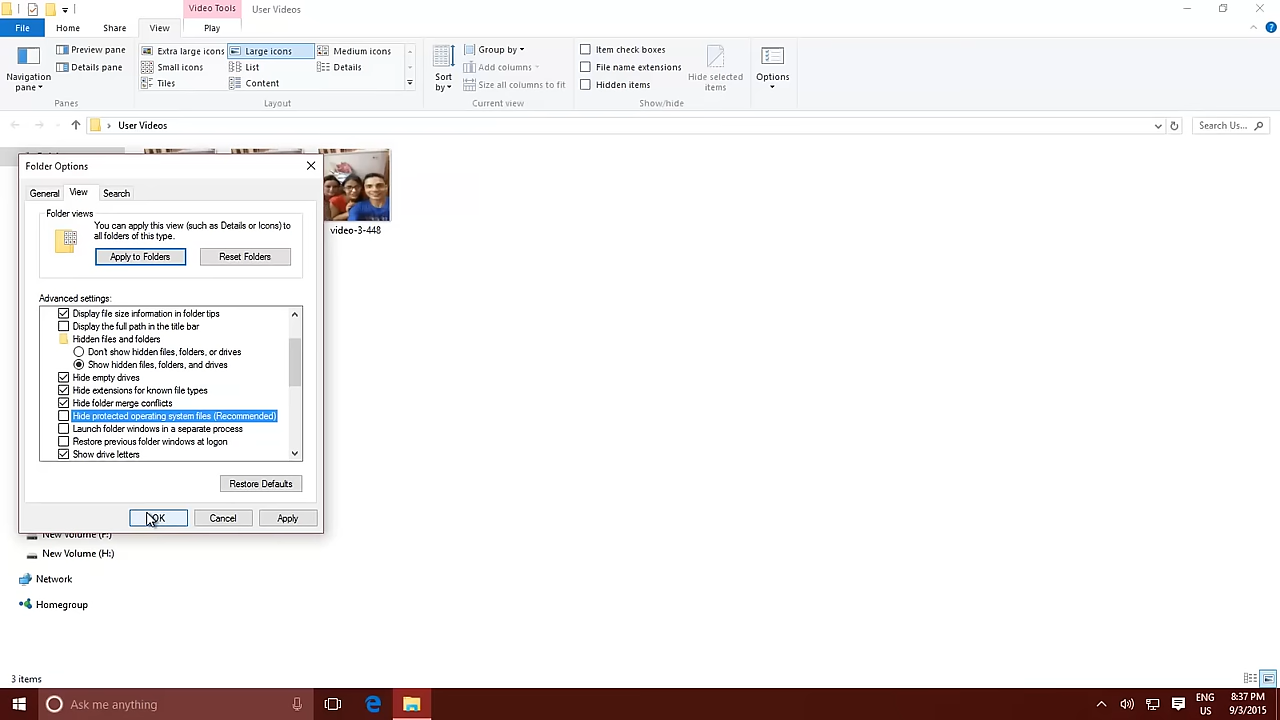 Video Tools
User Videos
File
Home
Share
View
Play
Navigation
pane
Preview pane
Details pane
Panes
Extra large icons
Large icons
Medium icons
Small icons
List
Details
Tiles
Content
Layout
Sort
by
Group by
Add columns
Size all columns to fit
Current view
Item check boxes
File name extensions
Hidden items
Hide selected
items
Show/hide
Options
User Videos
Search Us...
Folder Options
General
View
Search
Folder views
You can apply this view (such as Details or Icons) to
all folders of this type.
Apply to Folders
Reset Folders
Advanced settings:
Display file size information in folder tips
Display the full path in the title bar
Hidden files and folders
Don't show hidden files, folders, or drives
Show hidden files, folders, and drives
Hide empty drives
Hide extensions for known file types
Hide folder merge conflicts
Hide protected operating system files (Recommended)
Launch folder windows in a separate process
Restore previous folder windows at logon
Show drive letters
Restore Defaults
OK
Cancel
Apply
video-3-448
New Volume (F:)
New Volume (H:)
Network
Homegroup
3 items
Ask me anything
ENG
US
8:37 PM
9/3/2015